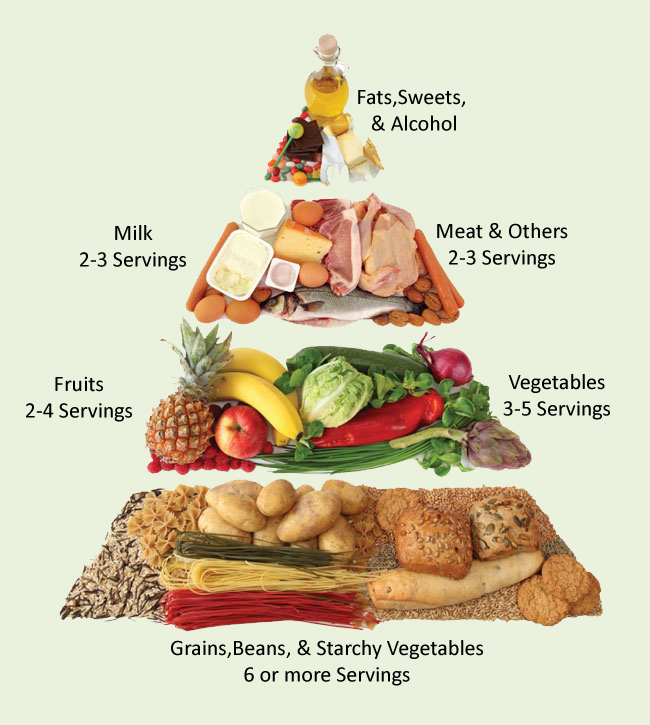 Fats,Sweets,
& Alcohol
Milk
2-3 Servings
Meat & Others
2-3 Servings
Fruits
2-4 Servings
Vegetables
3-5 Servings
Grains,Beans, & Starchy Vegetables
6 or more Servings